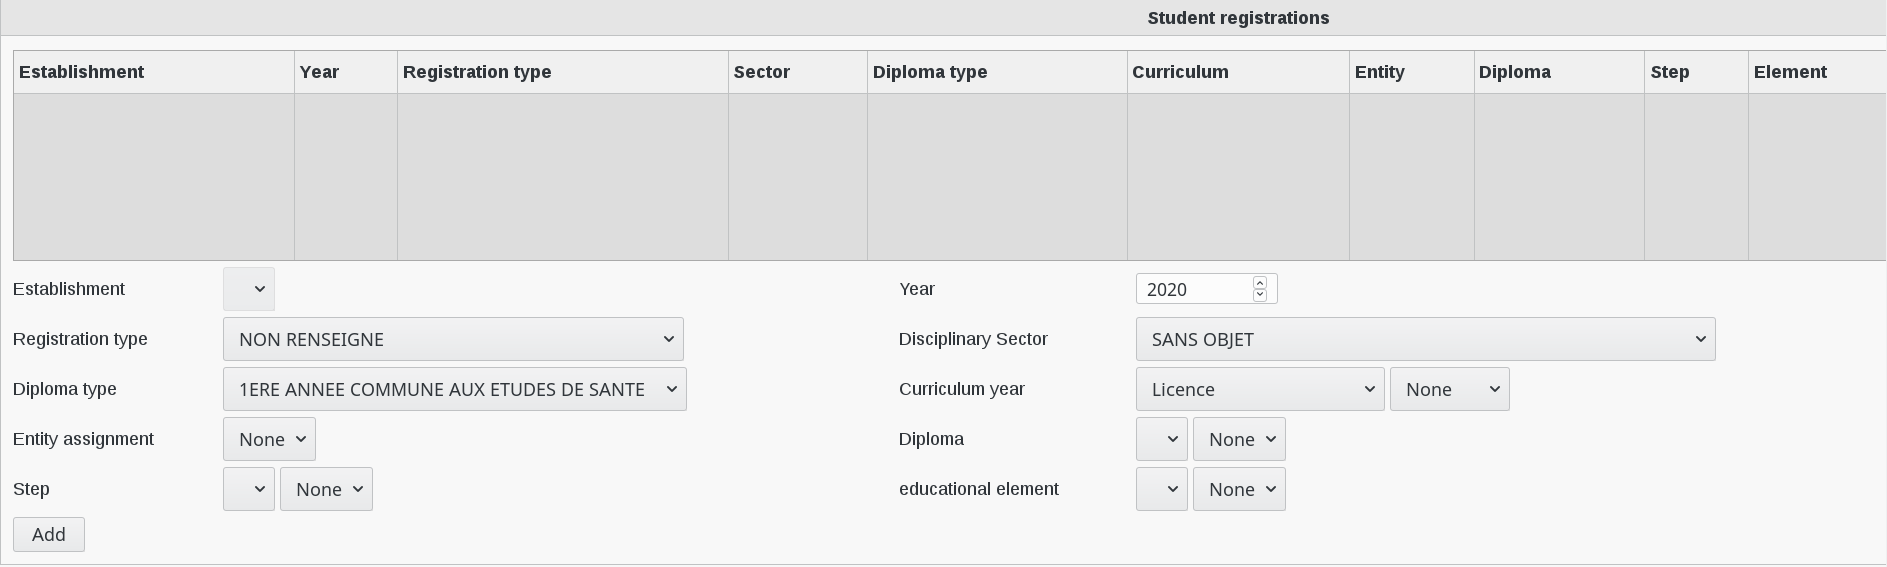 Student registrations
Establishment Year Registration type Sector Diploma type Curriculum Entity Diploma Step Element
Establishment Year 2020
Registration type NON RENSEIGNE Disciplinary Sector SANS OBJET
Diploma type 1ERE ANNEE COMMUNE AUX ETUDES DE SANTE Curriculum year Licence None
Entity assignment None Diploma None
Step None educational element None
Add